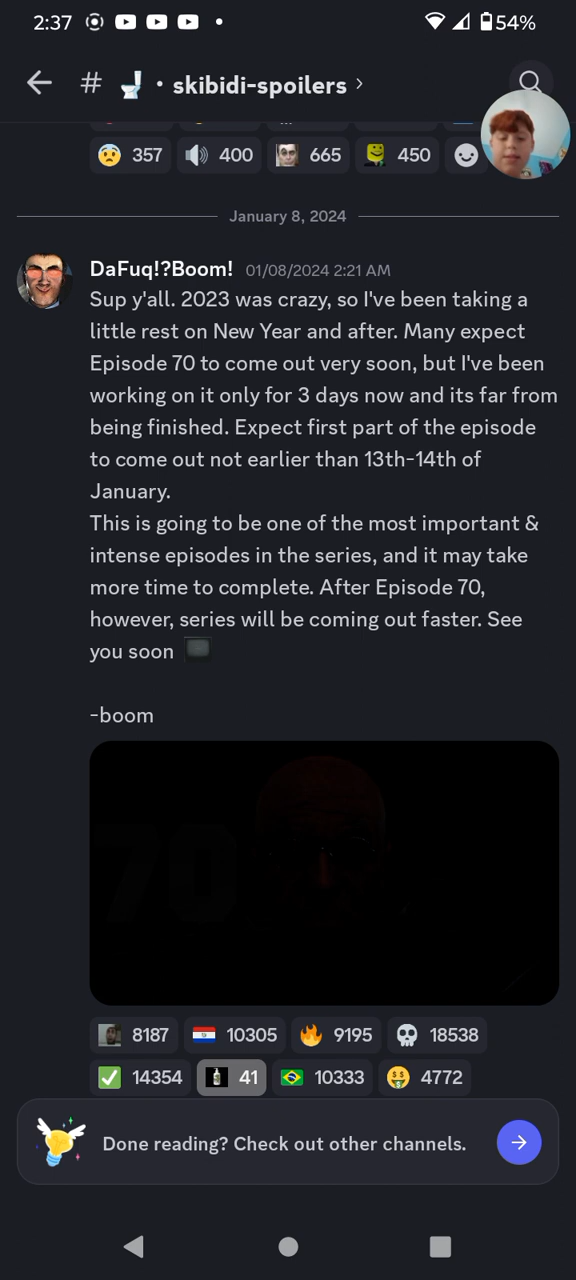 2:37 54%
# • skibidi-spoilers ›
357 400 665 450
January 8, 2024
DaFuq!?Boom! 01/08/2024 2:21 AM
Sup y'all. 2023 was crazy, so I've been taking a
little rest on New Year and after. Many expect
Episode 70 to come out very soon, but I've been
working on it only for 3 days now and its far from
being finished. Expect first part of the episode
to come out not earlier than 13th-14th of
January.
This is going to be one of the most important &
intense episodes in the series, and it may take
more time to complete. After Episode 70,
however, series will be coming out faster. See
you soon
-boom
70
8187 10305 9195 18538
14354 41 10333 4772
Done reading? Check out other channels.